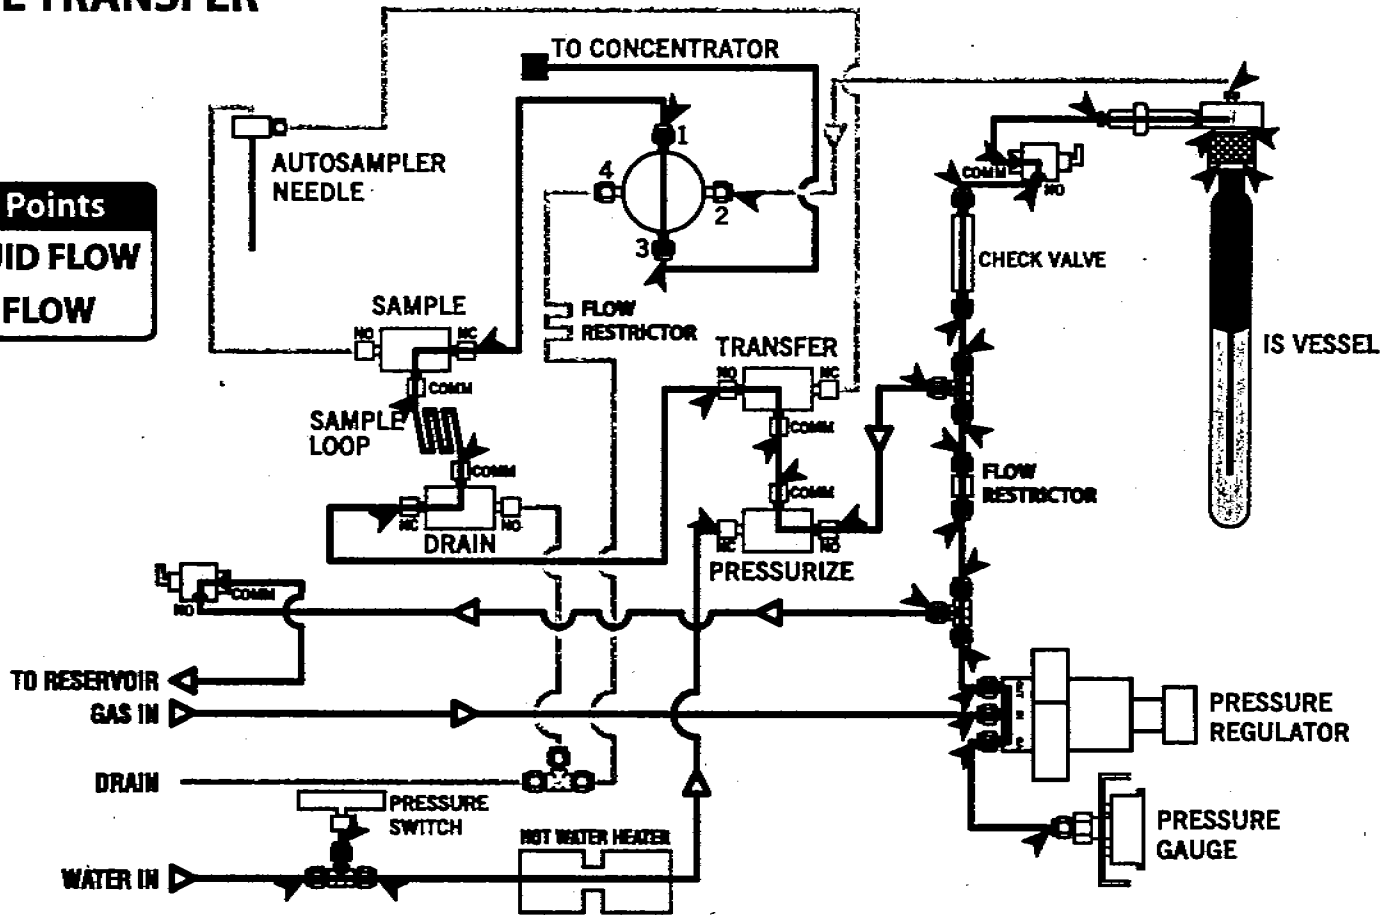 E TRANSFER
TO CONCENTRATOR
AUTOSAMPLER
NEEDLE
1
4
2
3
COMM
NO
Points
UID FLOW
FLOW
CHECK VALVE
SAMPLE
NO
NC
COMM
FLOW
RESTRICTOR
TRANSFER
NO
NC
COMM
IS VESSEL
SAMPLE
LOOP
COMM
NC
NO
DRAIN
COMM
NC
NO
PRESSURIZE
FLOW
RESTRICTOR
COMM
NO
TO RESERVOIR
GAS IN
OUT
IN
PRESSURE
REGULATOR
DRAIN
PRESSURE
SWITCH
HOT WATER HEATER
PRESSURE
GAUGE
WATER IN